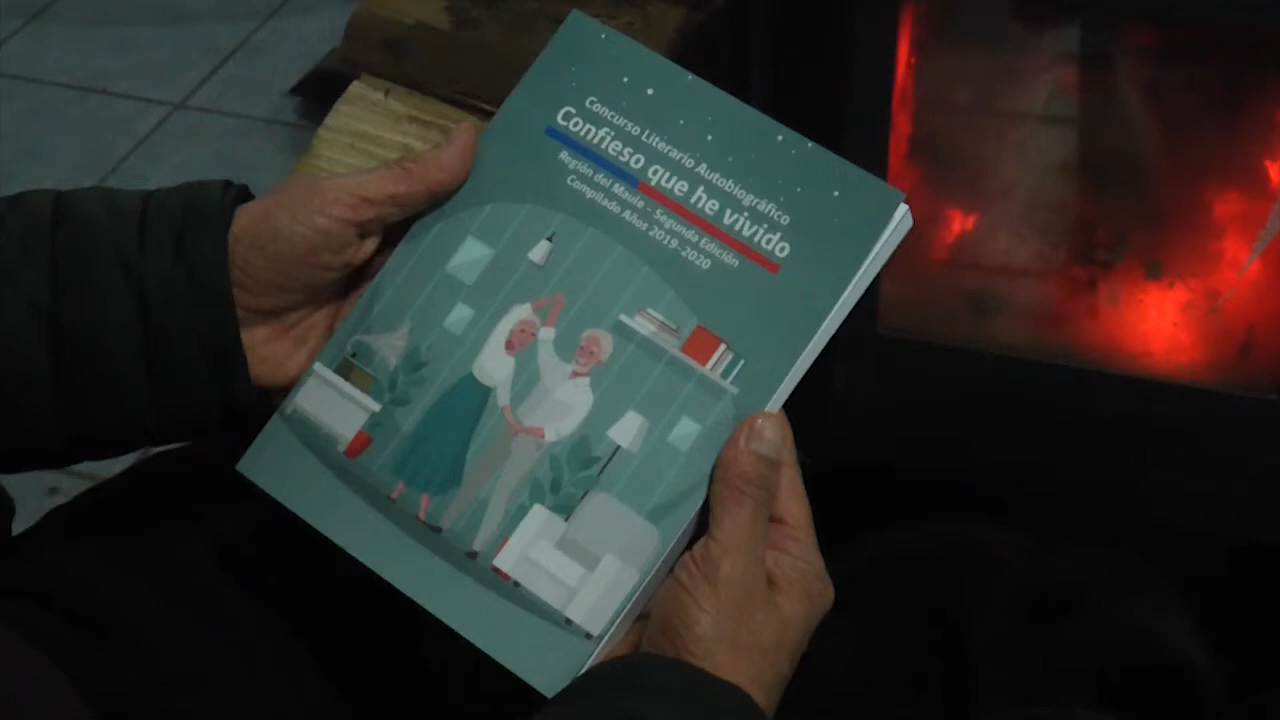 Concurso Literario Autobiográfico
Confieso que he vivido
Región del Maule - Segunda Edición
Compilado Años 2019-2020